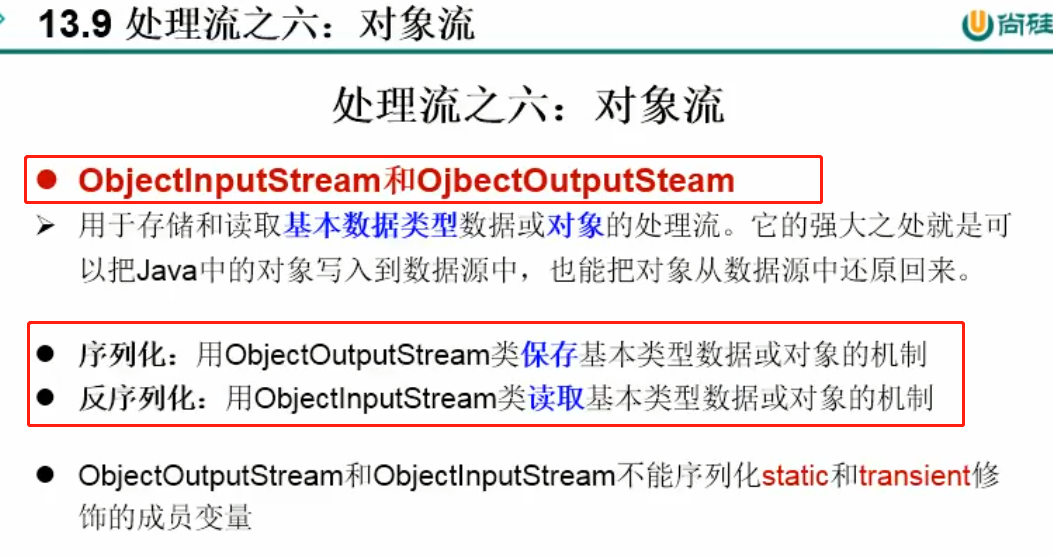 13.9 处理流之六：对象流
尚硅
处理流之六：对象流
ObjectInputStream和OjbectOutputSteam
用于存储和读取基本数据类型数据或对象的处理流。它的强大之处就是可
以把Java中的对象写入到数据源中，也能把对象从数据源中还原回来。
序列化：用ObjectOutputStream类保存基本类型数据或对象的机制
反序列化：用ObjectInputStream类读取基本类型数据或对象的机制
ObjectOutputStream和ObjectInputStream不能序列化static和transient修
饰的成员变量